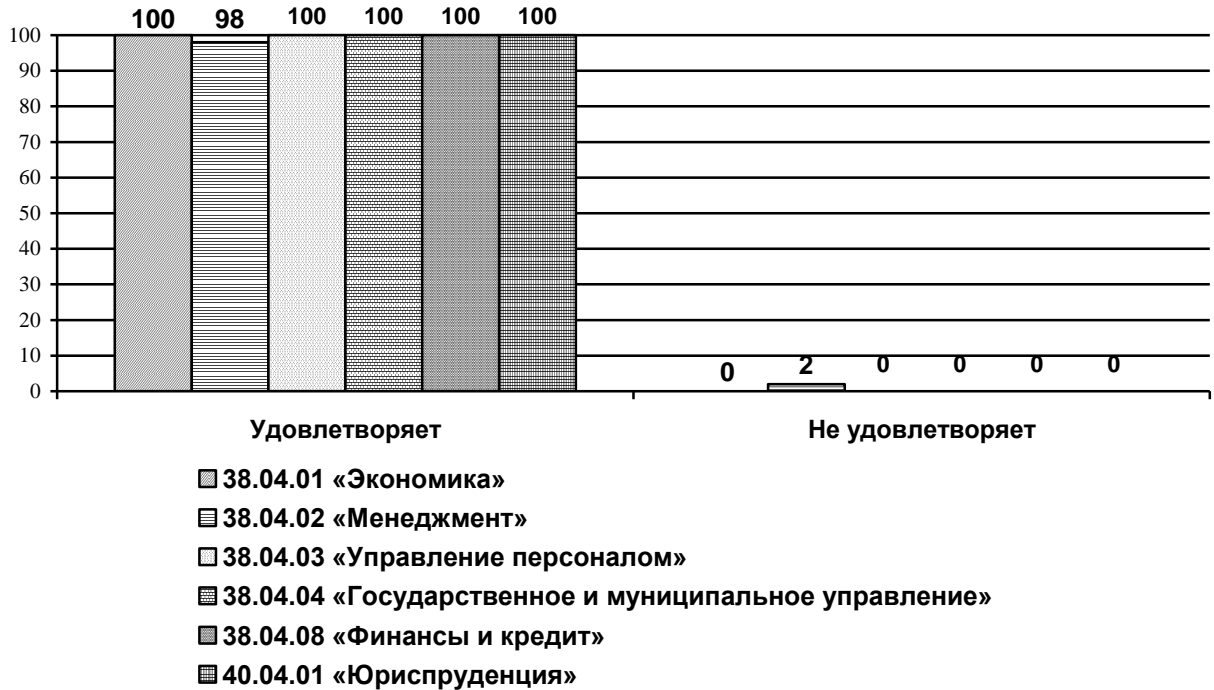 100 98 100 100 100 100
100
90
80
70
60
50
40
30
20
10
0
0 2 0 0 0 0
Удовлетворяет Не удовлетворяет
38.04.01 «Экономика»
38.04.02 «Менеджмент»
38.04.03 «Управление персоналом»
38.04.04 «Государственное и муниципальное управление»
38.04.08 «Финансы и кредит»
40.04.01 «Юриспруденция»